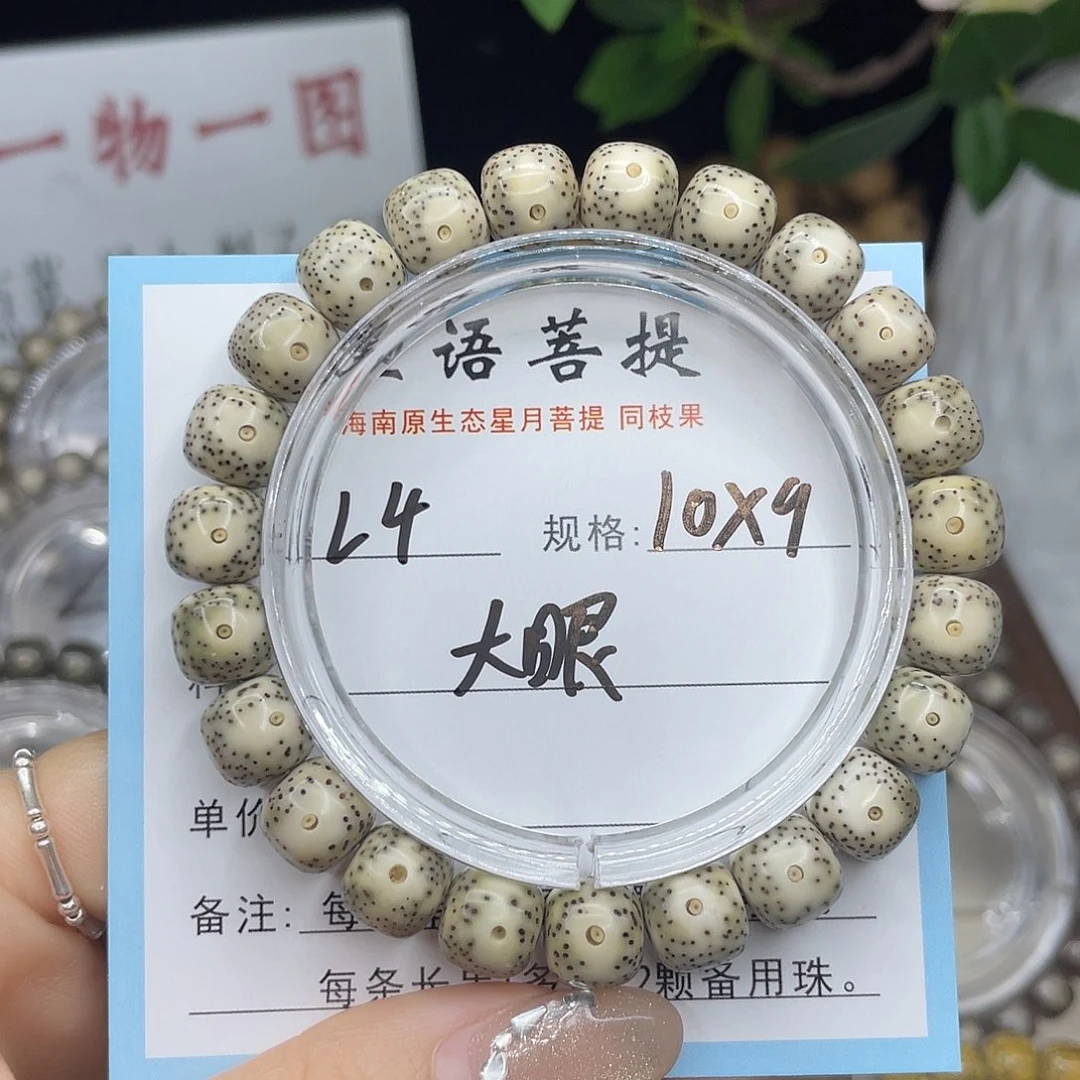 一物一图
语菩提
海南原生态星月菩提 同枝果
L4 规格:10X9
大眼
单价
备注: 每
每条长 2颗备用珠。